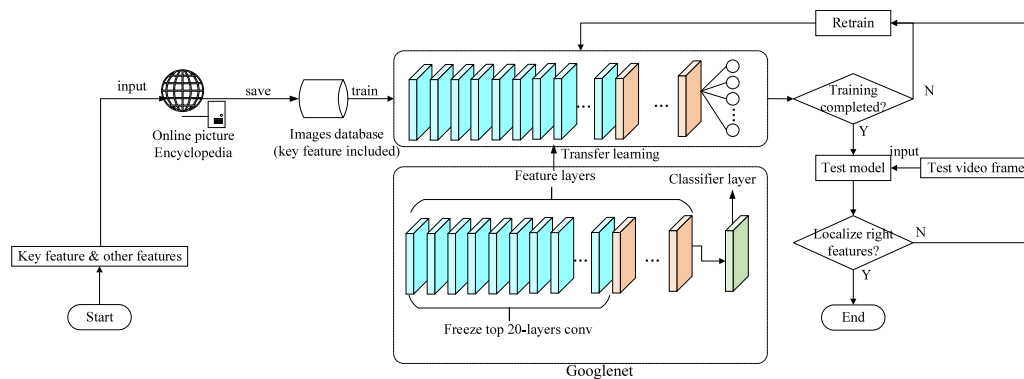 Retrain
input
save
train
Online picture
Encyclopedia
Images database
(key feature included)
...
...
Training
completed?
N
Y
Transfer learning
Feature layers
Classifier layer
input
Test model
Test video frame
Key feature & other features
...
...
Localize right
features?
N
Y
Start
Freeze top 20-layers conv
End
Googlenet